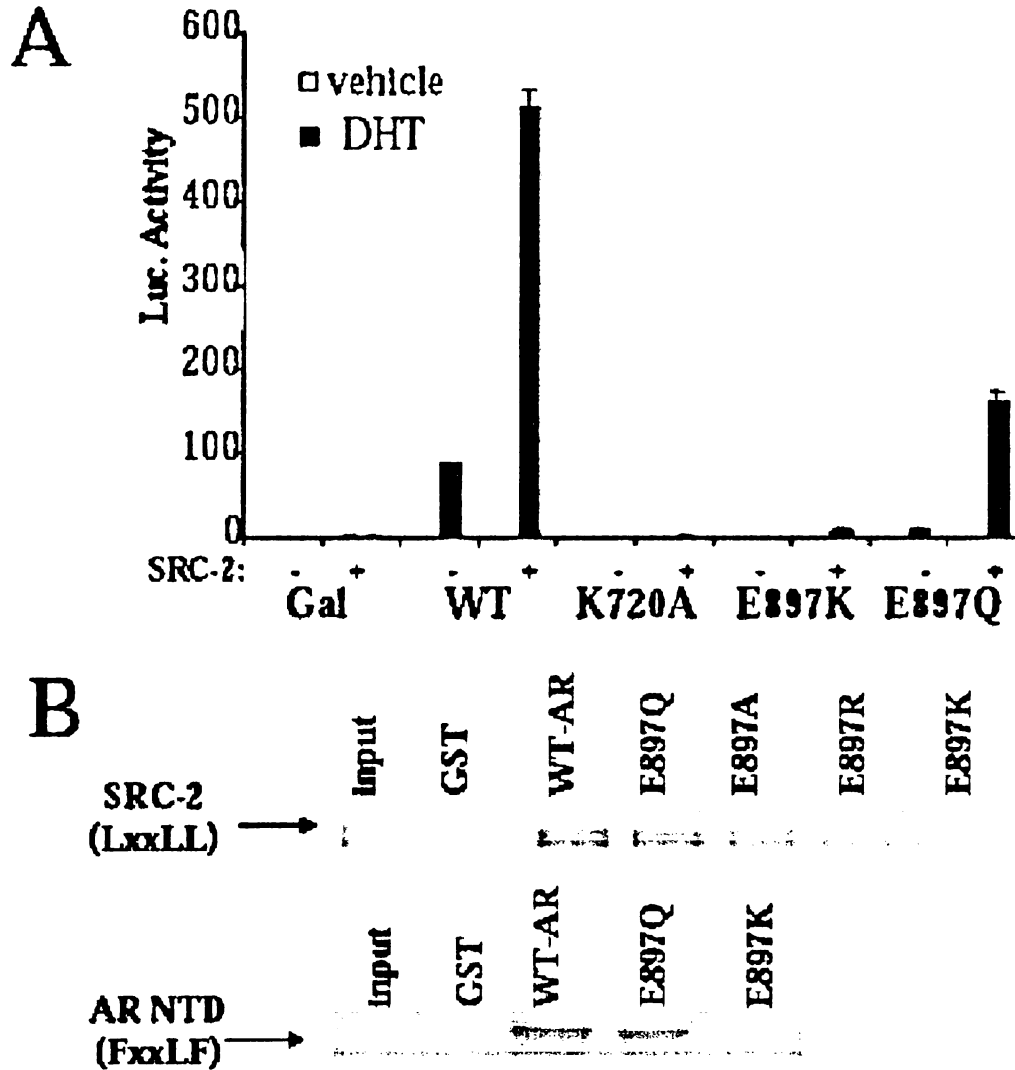 A
600
500
400
300
200
100
0
Luc. Activity
vehicle
DHT
SRC-2: - + - + - + - + - +
Gal WT K720A E897K E897Q
B
Input GST WT-AR E897Q E897A E897R E897K
SRC-2
(LxxLL)
Input GST WT-AR E897Q E897K
AR NTD
(FxxLF)